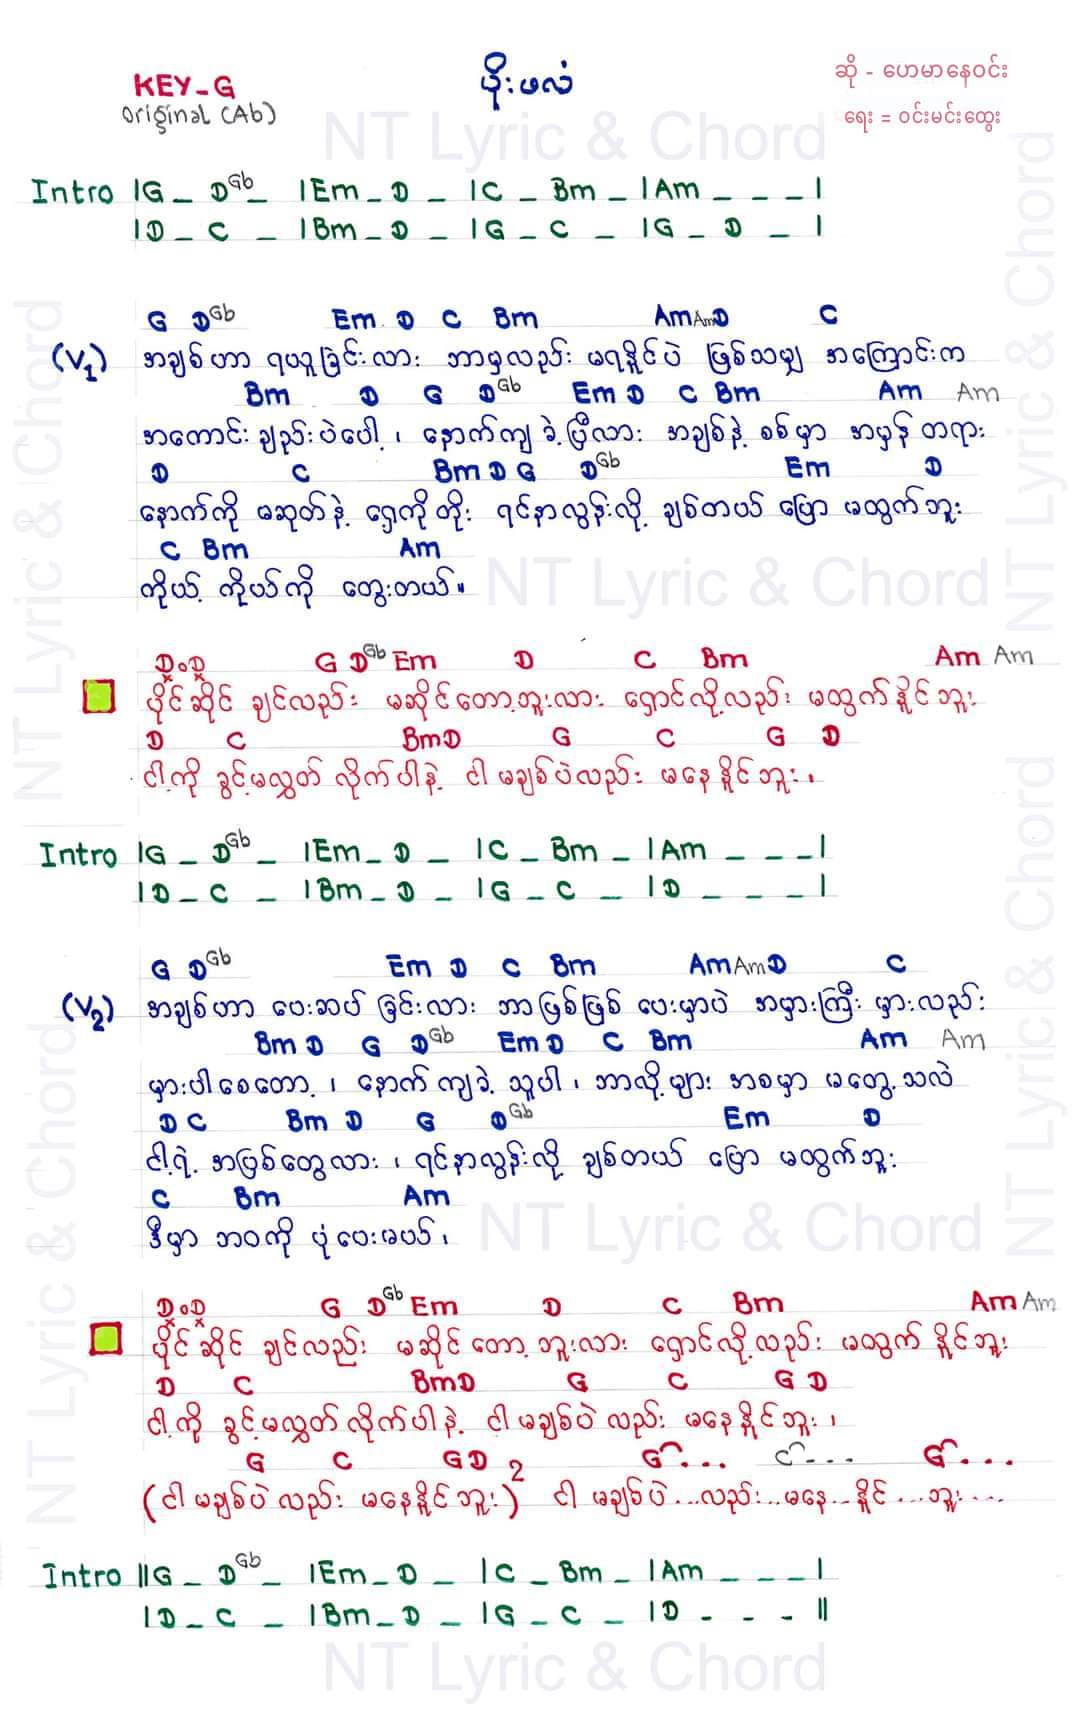 KEY-G ပိုးဖလံ ဆို - ဟေမာနေဝင်း
Original (Ab) ရေး = ဝင်းမင်းထွေး
NT Lyric & Chord
Intro |G _ D Gb _ |Em _ D _ |C _ Bm _ |Am _ _ _ |
|D _ C _ |Bm _ D _ |G _ C _ |G _ D _ |
G D Gb Em D C Bm Am Am D C
(V1) အချစ်ဟာ ရယူခြင်းလား ဘာမှလည်း မရနိုင်ပဲ ဖြစ်သမျှ အကြောင်းက
Bm D G D Gb Em D C Bm Am Am
အကောင်းချည်းပဲပေါ့၊ နောက်ကျခဲ့ပြီလား အချစ်နဲ့ စစ်မှာ အမှန်တရား
D C Bm D G D Gb Em D
နောက်ကို မဆုတ်နဲ့ ရှေ့ကိုတိုး ရင်နာလွန်းလို့ ချစ်တယ် ပြော မထွက်ဘူး
C Bm Am
ကိုယ့် ကိုယ်ကို တွေးတယ်။
NT Lyric & Chord
D o D G D Gb Em D C Bm Am Am
ပိုင်ဆိုင် ချင်လည်း မဆိုင်တော့ဘူးလား ရှောင်လို့လည်း မထွက်နိုင်ဘူး
D C Bm D G C G D
ငါ့ကို ခွင့်မလွှတ် လိုက်ပါနဲ့ ငါ မချစ်ပဲလည်း မနေနိုင်ဘူး၊
Intro |G _ D Gb _ |Em _ D _ |C _ Bm _ |Am _ _ _ |
|D _ C _ |Bm _ D _ |G _ C _ |D _ _ _ |
G D Gb Em D C Bm Am Am D C
(V2) အချစ်ဟာ ပေးဆပ်ခြင်းလား ဘာဖြစ်ဖြစ် ပေးမှာပဲ အမှားကြီး မှားလည်း
Bm D G D Gb Em D C Bm Am Am
မှားပါစေတော့၊ နောက်ကျခဲ့သူပါ၊ ဘာလို့များ အစမှာ မတွေ့သလဲ
D C Bm D G D Gb Em D
ငါ့ရဲ့ အဖြစ်တွေလား၊ ရင်နာလွန်းလို့ ချစ်တယ် ပြော မထွက်ဘူး
C Bm Am
ဒီမှာ ဘဝကို ပုံပေးမယ်၊
NT Lyric & Chord
D o D G D Gb Em D C Bm Am Am
ပိုင်ဆိုင် ချင်လည်း မဆိုင်တော့ဘူးလား ရှောင်လို့လည်း မထွက်နိုင်ဘူး
D C Bm D G C G D
ငါ့ကို ခွင့်မလွှတ်လိုက်ပါနဲ့ ငါမချစ်ပဲလည်း မနေနိုင်ဘူး၊
G C G D G... C... G...
(ငါ မချစ်ပဲလည်း မနေနိုင်ဘူး)2 ငါ မချစ်ပဲ...လည်း...မနေ...နိုင်...ဘူး....
Intro ||G _ D Gb _ |Em _ D _ |C _ Bm _ |Am _ _ _ |
|D _ C _ |Bm _ D _ |G _ C _ |D - - - ||
NT Lyric & Chord
NT Lyric & Chord
NT Lyric & Chord
NT Lyric & Chord
NT Lyric & Chord